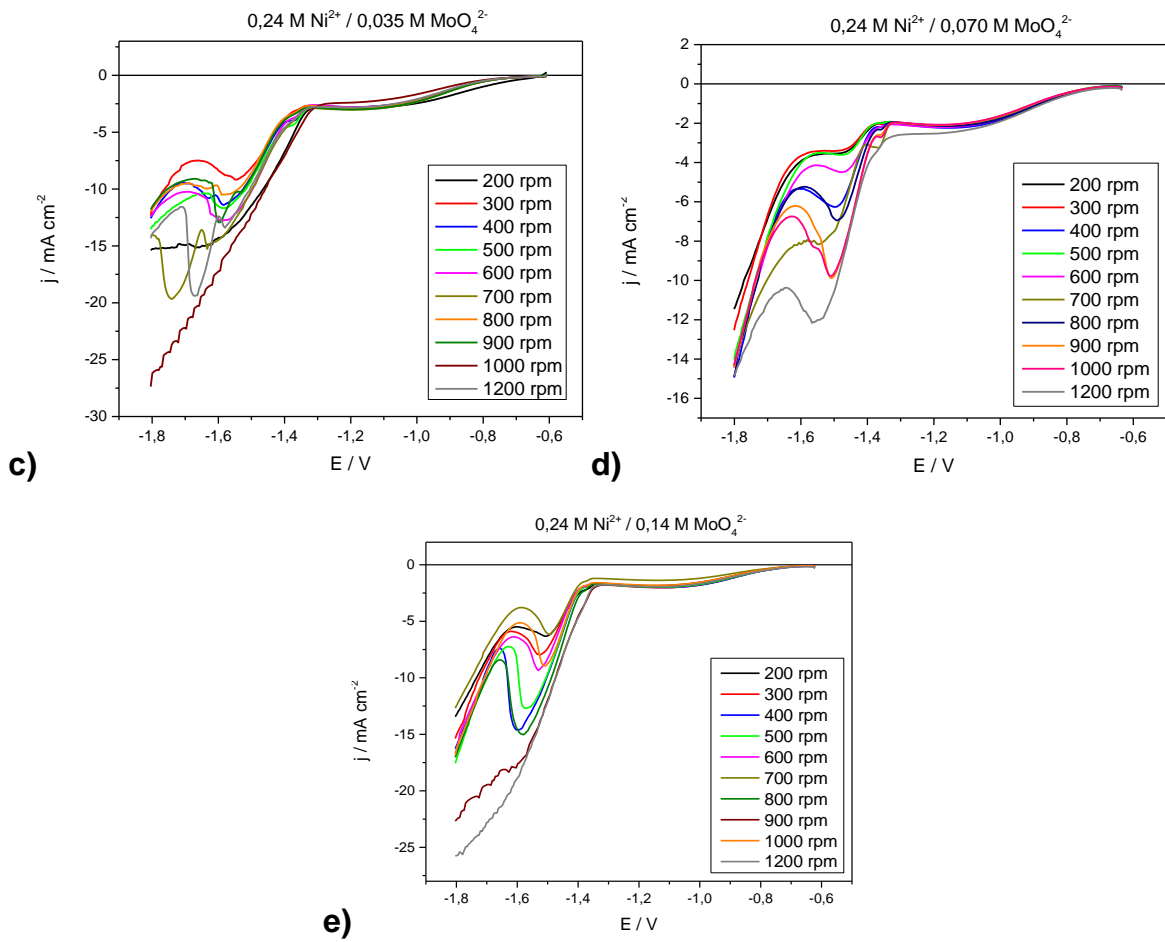 0,24 M Ni²⁺ / 0,035 M MoO₄²⁻
0
-5
-10
-15
-20
-25
-30
j / mA cm⁻²
200 rpm
300 rpm
400 rpm
500 rpm
600 rpm
700 rpm
800 rpm
900 rpm
1000 rpm
1200 rpm
-1,8 -1,6 -1,4 -1,2 -1,0 -0,8 -0,6
E / V
c)
0,24 M Ni²⁺ / 0,070 M MoO₄²⁻
2
0
-2
-4
-6
-8
-10
-12
-14
-16
j / mA cm⁻²
200 rpm
300 rpm
400 rpm
500 rpm
600 rpm
700 rpm
800 rpm
900 rpm
1000 rpm
1200 rpm
-1,8 -1,6 -1,4 -1,2 -1,0 -0,8 -0,6
E / V
d)
0,24 M Ni²⁺ / 0,14 M MoO₄²⁻
0
-5
-10
-15
-20
-25
j / mA cm⁻²
200 rpm
300 rpm
400 rpm
500 rpm
600 rpm
700 rpm
800 rpm
900 rpm
1000 rpm
1200 rpm
-1,8 -1,6 -1,4 -1,2 -1,0 -0,8 -0,6
E / V
e)